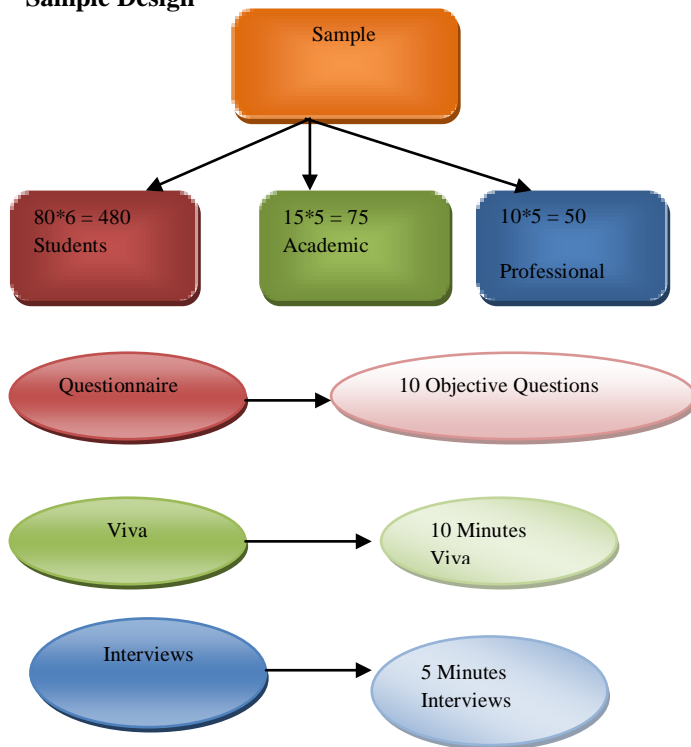 Sample Design
Sample
80*6 = 480
Students
15*5 = 75
Academic
10*5 = 50
Professional
Questionnaire
10 Objective Questions
Viva
10 Minutes
Viva
Interviews
5 Minutes
Interviews